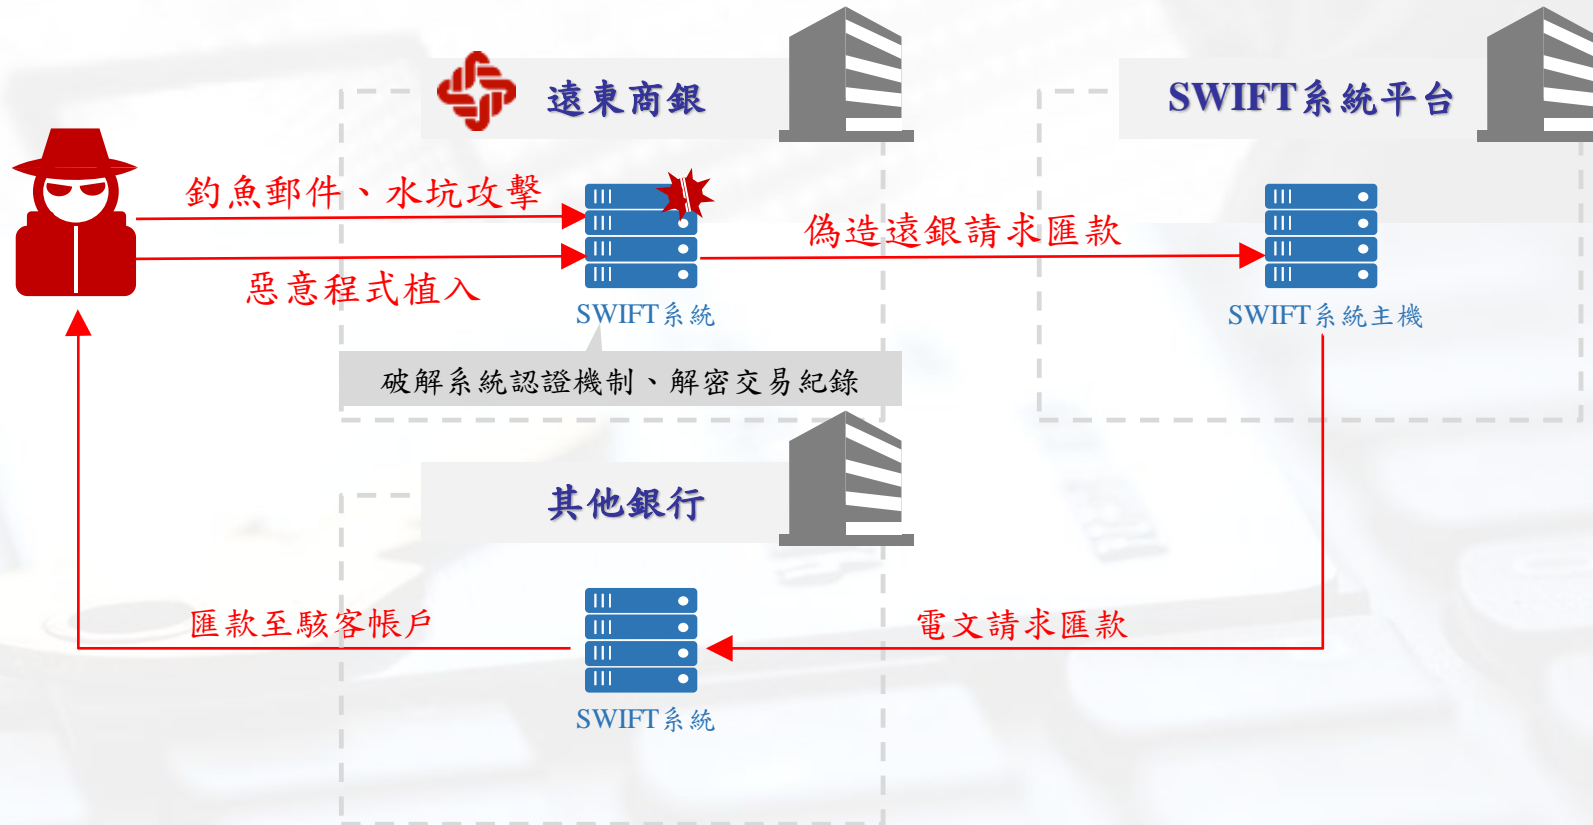 遠東商銀
SWIFT系統平台
釣魚郵件、水坑攻擊
惡意程式植入
偽造遠銀請求匯款
SWIFT系統
SWIFT系統主機
破解系統認證機制、解密交易紀錄
其他銀行
匯款至駭客帳戶
電文請求匯款
SWIFT系統